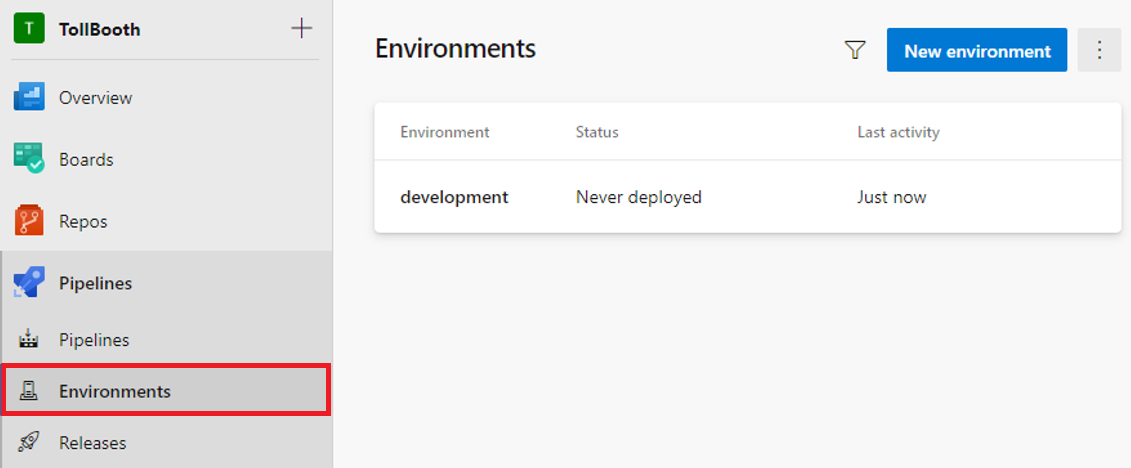 T TollBooth
Overview
Boards
Repos
Pipelines
Pipelines
Environments
Releases
Environments
New environment
Environment Status Last activity
development Never deployed Just now